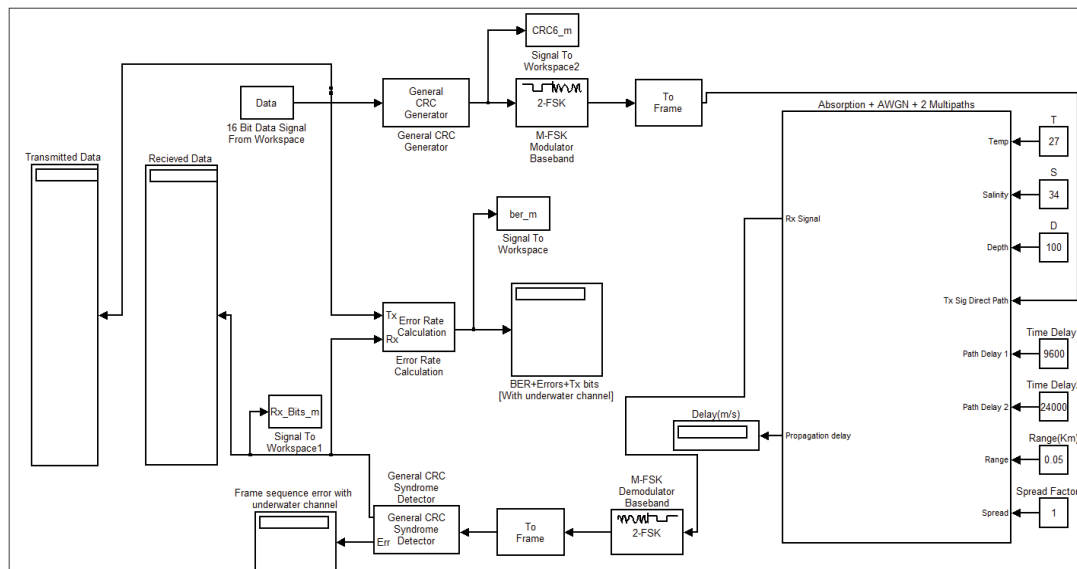 CRC6_m
Signal To
Workspace2
Data
16 Bit Data Signal
From Workspace
General
CRC
Generator
General CRC
Generator
2-FSK
M-FSK
Modulator
Baseband
To
Frame
Absorption + AWGN + 2 Multipaths
Temp
Salinity
Depth
Tx Sig Direct Path
Path Delay 1
Path Delay 2
Range
Spread
Rx Signal
Propagation delay
T
27
S
34
D
100
Time Delay
9600
Time Delay
24000
Range(Km)
0.05
Spread Factor
1
Transmitted Data
Recieved Data
ber_m
Signal To
Workspace
Tx
Rx
Error Rate
Calculation
Error Rate
Calculation
BER+Errors+Tx bits
[With underwater channel]
Rx_Bits_m
Signal To
Workspace1
Delay(m/s)
Frame sequence error with
underwater channel
General CRC
Syndrome
Detector
General CRC
Syndrome
Detector
Err
To
Frame
M-FSK
Demodulator
Baseband
2-FSK